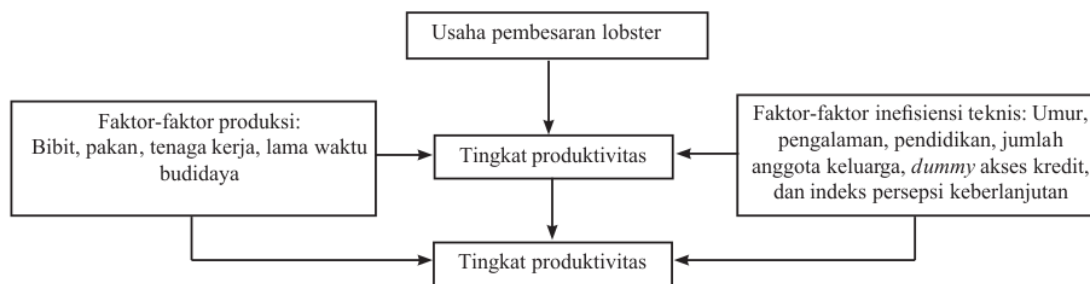 Usaha pembesaran lobster
Faktor-faktor produksi:
Bibit, pakan, tenaga kerja, lama waktu
budidaya
Tingkat produktivitas
Faktor-faktor inefisiensi teknis: Umur,
pengalaman, pendidikan, jumlah
anggota keluarga, dummy akses kredit,
dan indeks persepsi keberlanjutan
Tingkat produktivitas